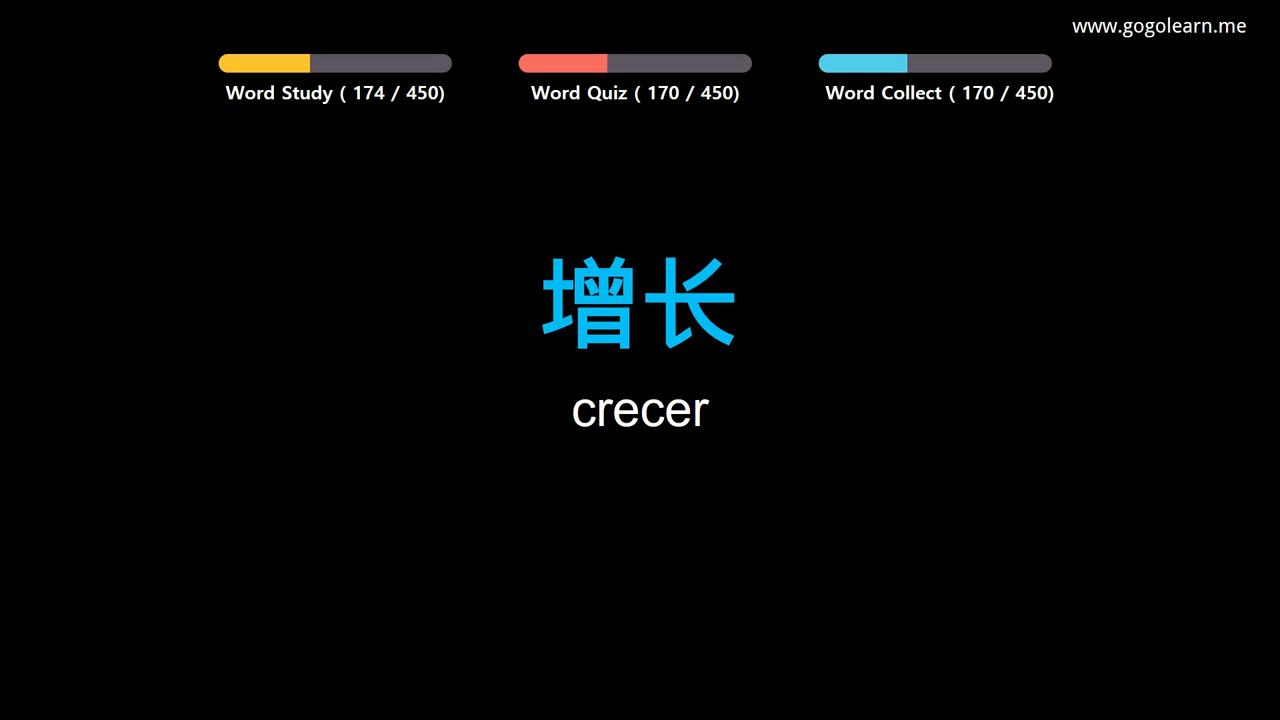 www.gogolearn.me
Word Study ( 174 / 450)
Word Quiz ( 170 / 450)
Word Collect ( 170 / 450)
增长
crecer